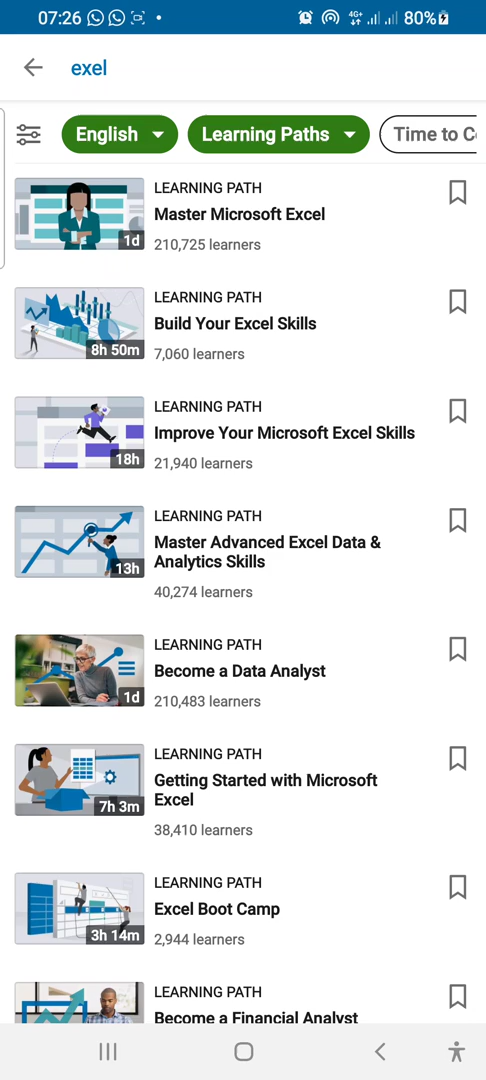 07:26 4G+ 80%
exel
English Learning Paths Time to C
LEARNING PATH
Master Microsoft Excel
1d
210,725 learners
LEARNING PATH
Build Your Excel Skills
8h 50m
7,060 learners
LEARNING PATH
Improve Your Microsoft Excel Skills
18h
21,940 learners
LEARNING PATH
Master Advanced Excel Data &
Analytics Skills
13h
40,274 learners
LEARNING PATH
Become a Data Analyst
1d
210,483 learners
LEARNING PATH
Getting Started with Microsoft
Excel
7h 3m
38,410 learners
LEARNING PATH
Excel Boot Camp
3h 14m
2,944 learners
LEARNING PATH
Become a Financial Analyst